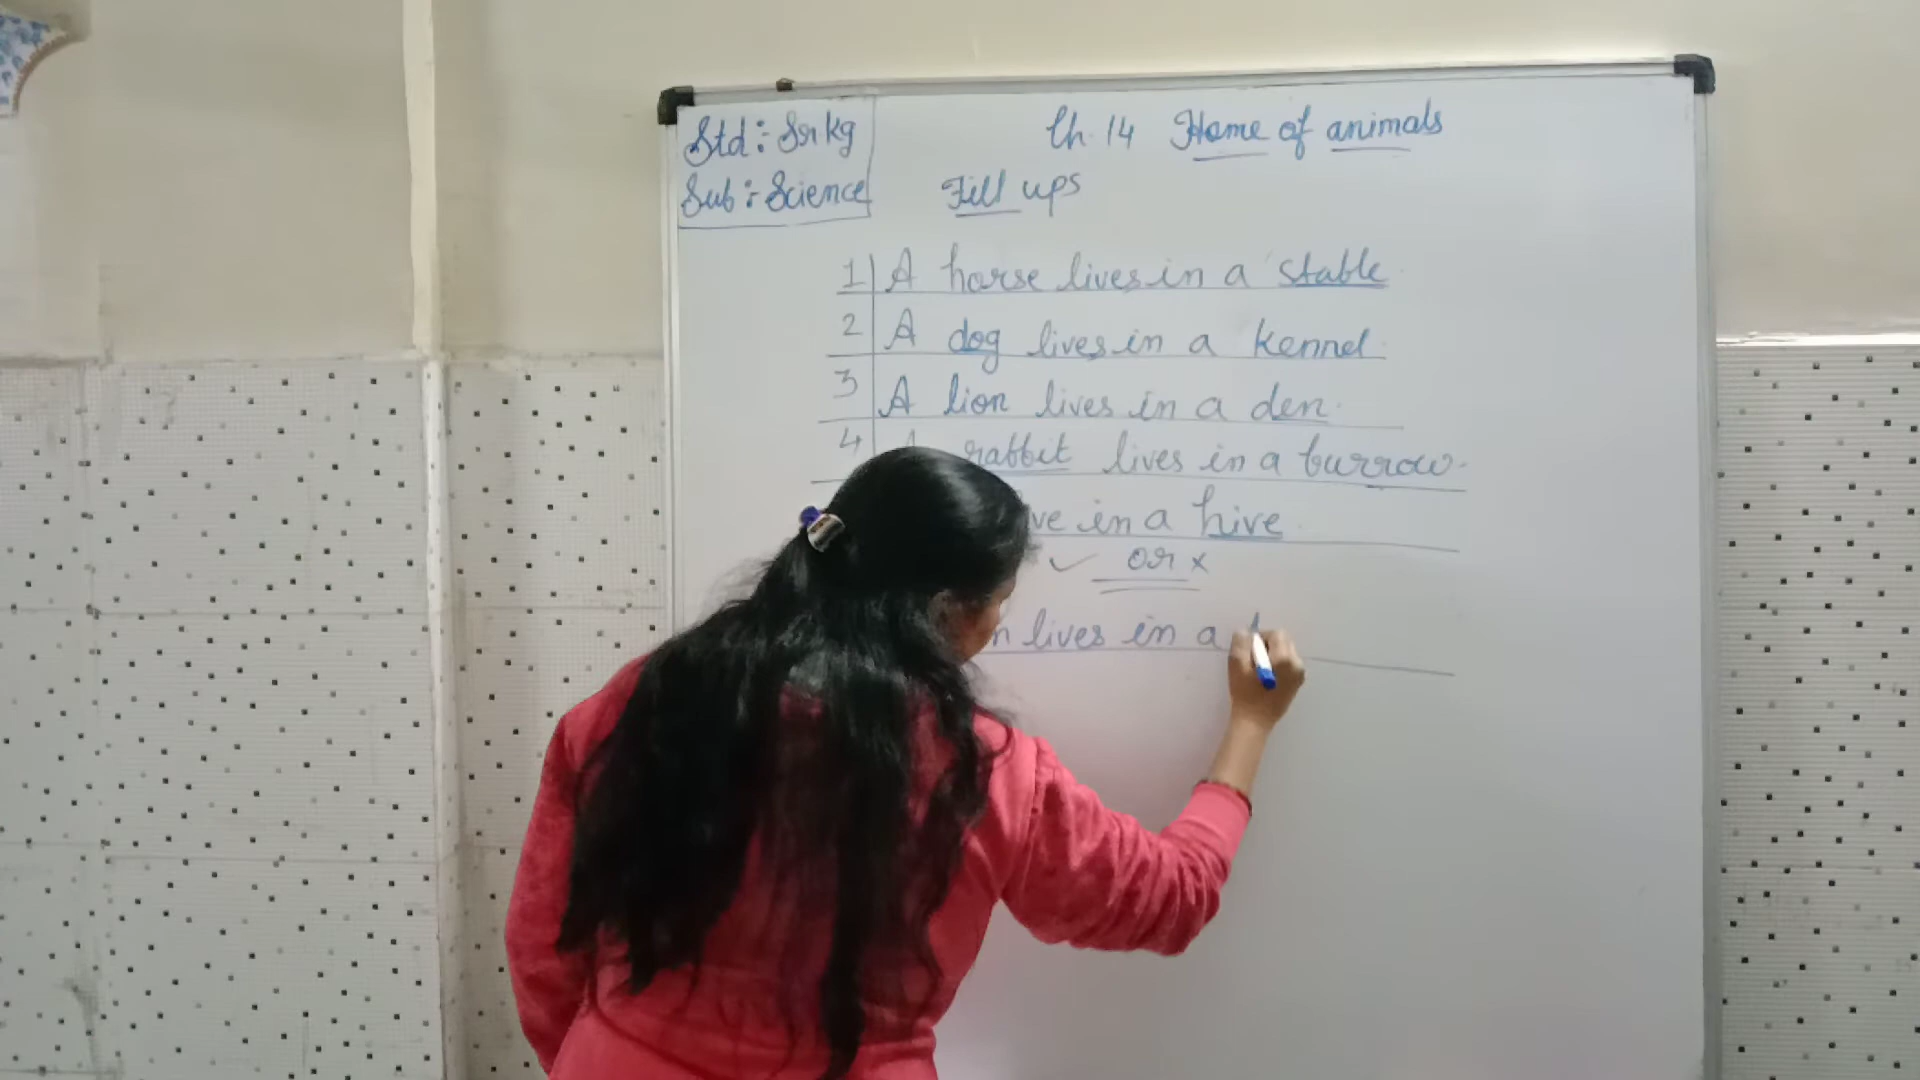 Std: Sr kg
Ch. 14 Home of animals
Sub: Science
Fill ups
1 A horse lives in a stable.
2 A dog lives in a kennel.
3 A lion lives in a den.
4 rabbit lives in a burrow.
in a hive.
✓ or ×
lives in a